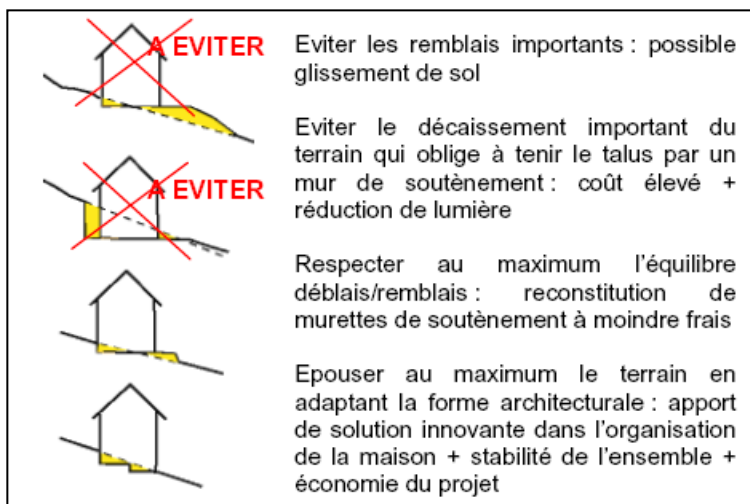 A EVITER
Eviter les remblais importants : possible
glissement de sol
Eviter le décaissement important du
terrain qui oblige à tenir le talus par un
mur de soutènement : coût élevé +
réduction de lumière
A EVITER
Respecter au maximum l'équilibre
déblais/remblais : reconstitution de
murettes de soutènement à moindre frais
Epouser au maximum le terrain en
adaptant la forme architecturale : apport
de solution innovante dans l'organisation
de la maison + stabilité de l'ensemble +
économie du projet